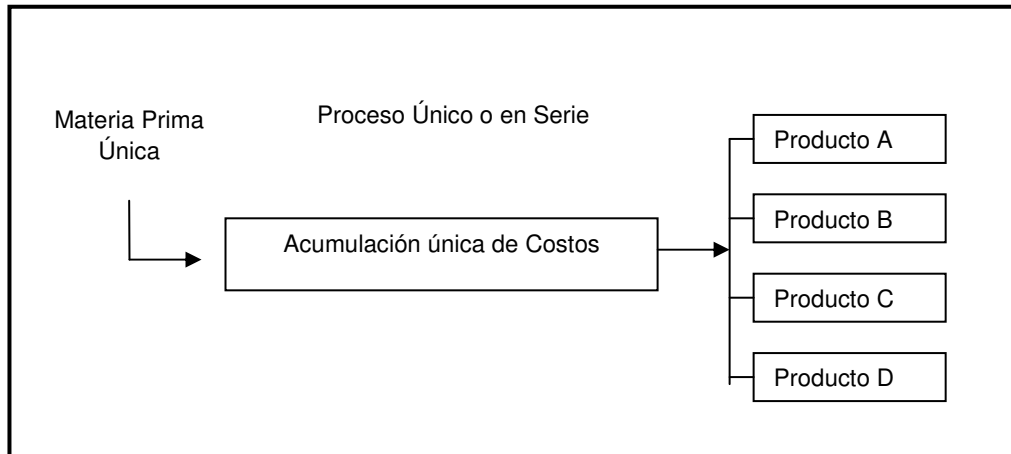 Materia Prima
Única
Proceso Único o en Serie
Acumulación única de Costos
Producto A
Producto B
Producto C
Producto D